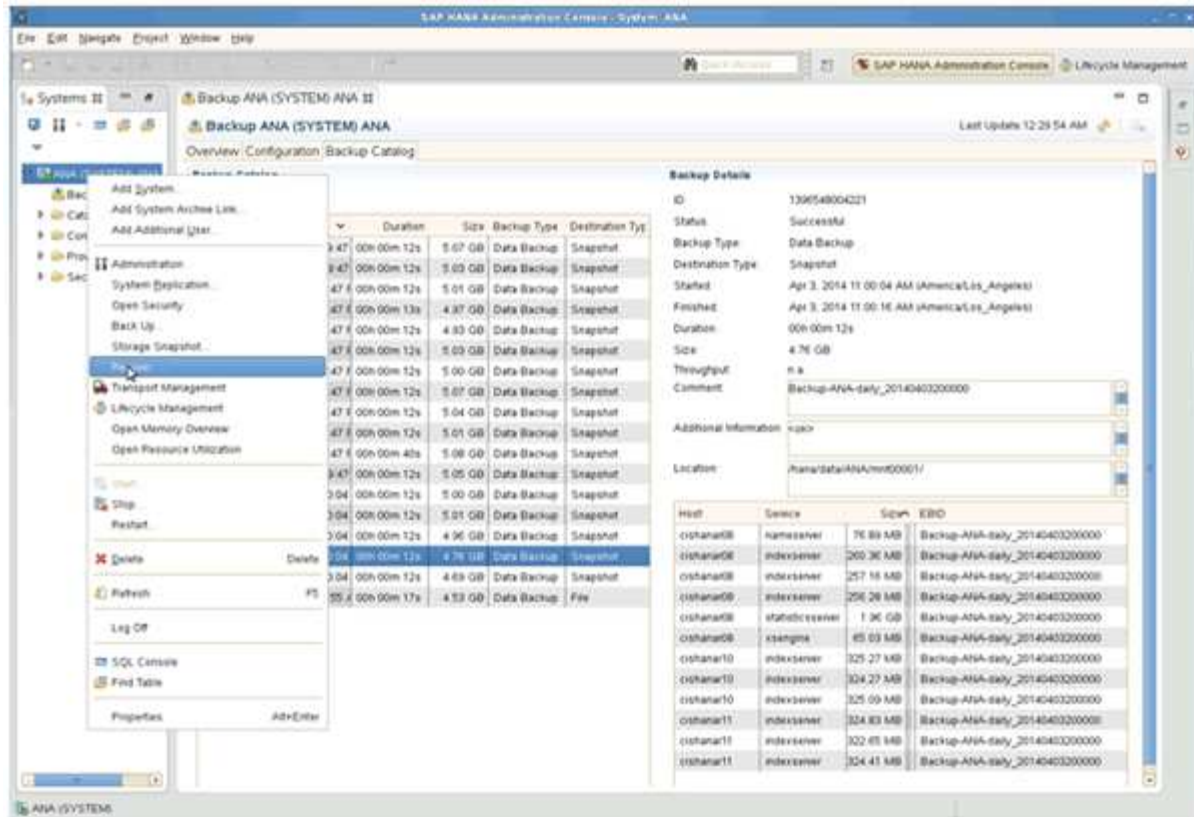 SAP HANA Administration Console - System: ANA
File Edit Navigate Project Window Help
Quick Access
SAP HANA Administration Console
Lifecycle Management
Systems
Backup ANA (SYSTEM) ANA
Backup ANA (SYSTEM) ANA
Last Update 12:29:54 AM
Overview Configuration Backup Catalog
Add System...
Add System Archive Link...
Add Additional User...
Administration
System Replication...
Open Security
Back Up...
Storage Snapshot...
Transport Management
Lifecycle Management
Open Memory Overview
Open Resource Utilization
Stop...
Restart...
Delete Delete
Refresh F5
Log Off
SQL Console
Find Table
Properties Alt+Enter
Duration Size Backup Type Destination Typ
00h 00m 12s 5.07 GB Data Backup Snapshot
00h 00m 12s 5.03 GB Data Backup Snapshot
00h 00m 12s 5.01 GB Data Backup Snapshot
00h 00m 13s 4.97 GB Data Backup Snapshot
00h 00m 12s 4.93 GB Data Backup Snapshot
00h 00m 12s 5.03 GB Data Backup Snapshot
00h 00m 12s 5.00 GB Data Backup Snapshot
00h 00m 12s 5.07 GB Data Backup Snapshot
00h 00m 12s 5.04 GB Data Backup Snapshot
00h 00m 12s 5.01 GB Data Backup Snapshot
00h 00m 40s 5.08 GB Data Backup Snapshot
00h 00m 12s 5.05 GB Data Backup Snapshot
00h 00m 12s 5.00 GB Data Backup Snapshot
00h 00m 12s 5.01 GB Data Backup Snapshot
00h 00m 12s 4.96 GB Data Backup Snapshot
00h 00m 12s 4.76 GB Data Backup Snapshot
00h 00m 12s 4.69 GB Data Backup Snapshot
00h 00m 17s 4.53 GB Data Backup File
Backup Details
ID 1396548004221
Status Successful
Backup Type Data Backup
Destination Type Snapshot
Started Apr 3, 2014 11:00:04 AM (America/Los_Angeles)
Finished Apr 3, 2014 11:00:16 AM (America/Los_Angeles)
Duration 00h 00m 12s
Size 4.76 GB
Throughput n.a.
Comment Backup-ANA-daily_20140403200000
Additional Information <ok>
Location /hana/data/ANA/mnt00001/
Host Service Size EBID
cishanar08 nameserver 76.89 MB Backup-ANA-daily_20140403200000
cishanar08 indexserver 260.36 MB Backup-ANA-daily_20140403200000
cishanar08 indexserver 257.16 MB Backup-ANA-daily_20140403200000
cishanar09 indexserver 256.28 MB Backup-ANA-daily_20140403200000
cishanar08 statisticsserver 1.96 GB Backup-ANA-daily_20140403200000
cishanar08 xsengine 65.03 MB Backup-ANA-daily_20140403200000
cishanar10 indexserver 325.27 MB Backup-ANA-daily_20140403200000
cishanar10 indexserver 324.27 MB Backup-ANA-daily_20140403200000
cishanar10 indexserver 325.09 MB Backup-ANA-daily_20140403200000
cishanar11 indexserver 324.83 MB Backup-ANA-daily_20140403200000
cishanar11 indexserver 322.65 MB Backup-ANA-daily_20140403200000
cishanar11 indexserver 324.41 MB Backup-ANA-daily_20140403200000
ANA (SYSTEM)